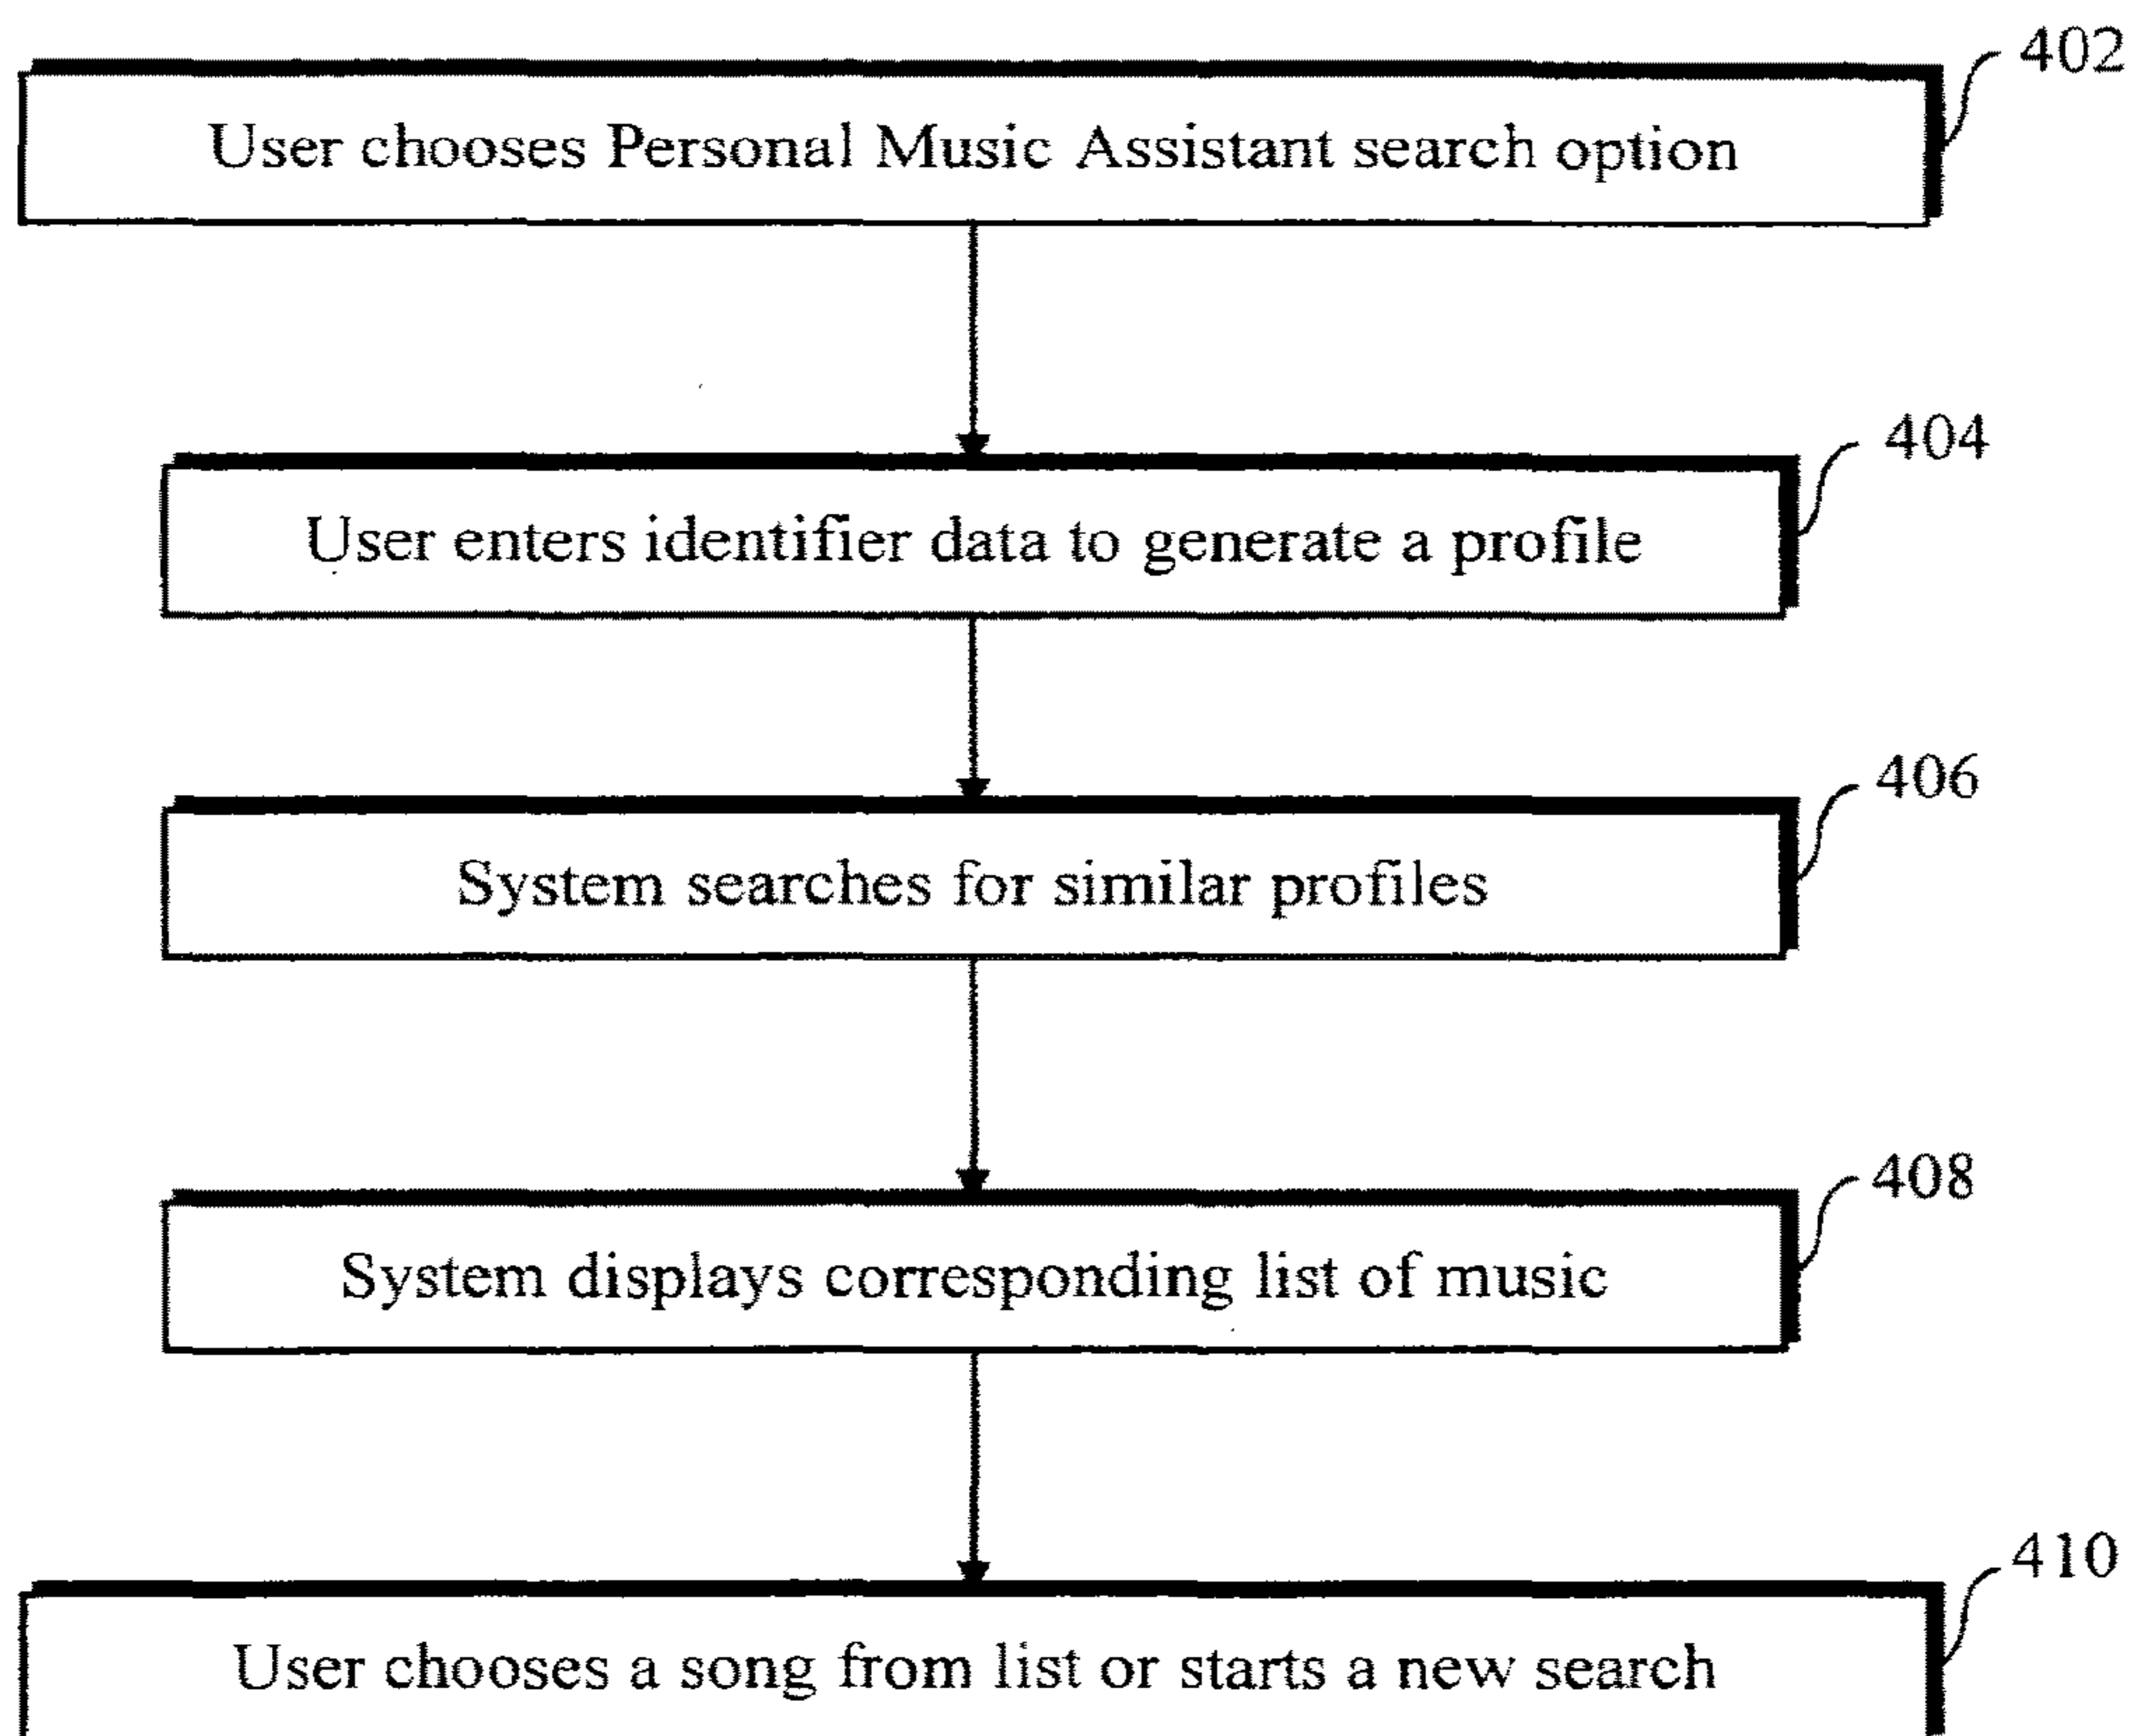 402
User chooses Personal Music Assistant search option
404
User enters identifier data to generate a profile
406
System searches for similar profiles
408
System displays corresponding list of music
410
User chooses a song from list or starts a new search